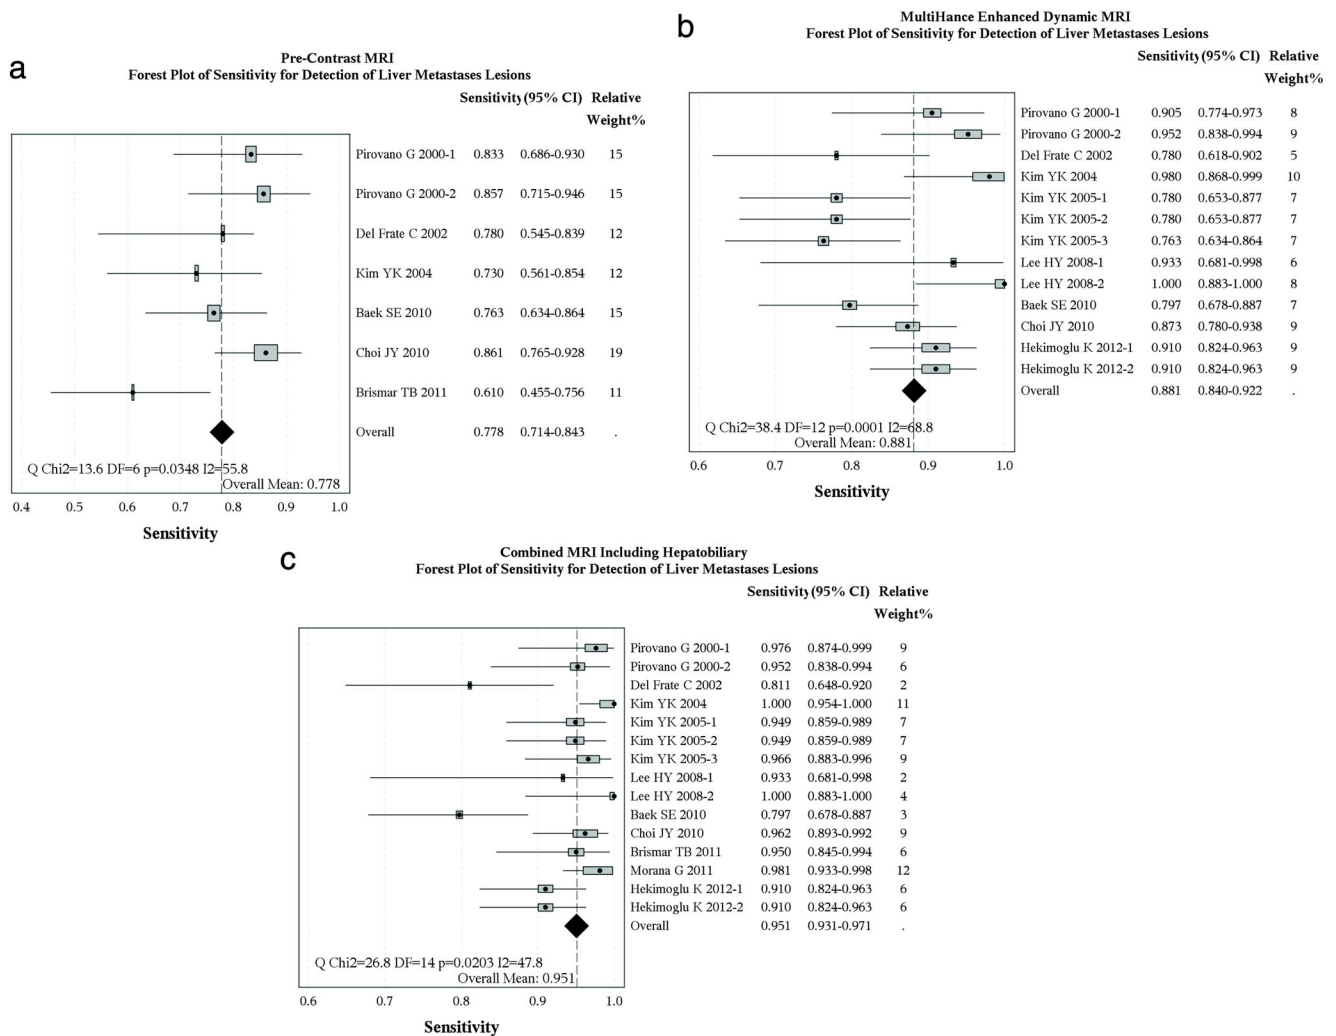 a
Pre-Contrast MRI
Forest Plot of Sensitivity for Detection of Liver Metastases Lesions
Sensitivity (95% CI) Relative
Weight%
Pirovano G 2000-1 0.833 0.686-0.930 15
Pirovano G 2000-2 0.857 0.715-0.946 15
Del Frate C 2002 0.780 0.545-0.839 12
Kim YK 2004 0.730 0.561-0.854 12
Baek SE 2010 0.763 0.634-0.864 15
Choi JY 2010 0.861 0.765-0.928 19
Brismar TB 2011 0.610 0.455-0.756 11
Overall 0.778 0.714-0.843 .
Q Chi2=13.6 DF=6 p=0.0348 I2=55.8
Overall Mean: 0.778
0.4 0.5 0.6 0.7 0.8 0.9 1.0
Sensitivity
b
MultiHance Enhanced Dynamic MRI
Forest Plot of Sensitivity for Detection of Liver Metastases Lesions
Sensitivity (95% CI) Relative
Weight%
Pirovano G 2000-1 0.905 0.774-0.973 8
Pirovano G 2000-2 0.952 0.838-0.994 9
Del Frate C 2002 0.780 0.618-0.902 5
Kim YK 2004 0.980 0.868-0.999 10
Kim YK 2005-1 0.780 0.653-0.877 7
Kim YK 2005-2 0.780 0.653-0.877 7
Kim YK 2005-3 0.763 0.634-0.864 7
Lee HY 2008-1 0.933 0.681-0.998 6
Lee HY 2008-2 1.000 0.883-1.000 8
Baek SE 2010 0.797 0.678-0.887 7
Choi JY 2010 0.873 0.780-0.938 9
Hekimoglu K 2012-1 0.910 0.824-0.963 9
Hekimoglu K 2012-2 0.910 0.824-0.963 9
Overall 0.881 0.840-0.922 .
Q Chi2=38.4 DF=12 p=0.0001 I2=68.8
Overall Mean: 0.881
0.6 0.7 0.8 0.9 1.0
Sensitivity
c
Combined MRI Including Hepatobiliary
Forest Plot of Sensitivity for Detection of Liver Metastases Lesions
Sensitivity (95% CI) Relative
Weight%
Pirovano G 2000-1 0.976 0.874-0.999 9
Pirovano G 2000-2 0.952 0.838-0.994 6
Del Frate C 2002 0.811 0.648-0.920 2
Kim YK 2004 1.000 0.954-1.000 11
Kim YK 2005-1 0.949 0.859-0.989 7
Kim YK 2005-2 0.949 0.859-0.989 7
Kim YK 2005-3 0.966 0.883-0.996 9
Lee HY 2008-1 0.933 0.681-0.998 2
Lee HY 2008-2 1.000 0.883-1.000 4
Baek SE 2010 0.797 0.678-0.887 3
Choi JY 2010 0.962 0.893-0.992 9
Brismar TB 2011 0.950 0.845-0.994 6
Morana G 2011 0.981 0.933-0.998 12
Hekimoglu K 2012-1 0.910 0.824-0.963 6
Hekimoglu K 2012-2 0.910 0.824-0.963 6
Overall 0.951 0.931-0.971 .
Q Chi2=26.8 DF=14 p=0.0203 I2=47.8
Overall Mean: 0.951
0.6 0.7 0.8 0.9 1.0
Sensitivity